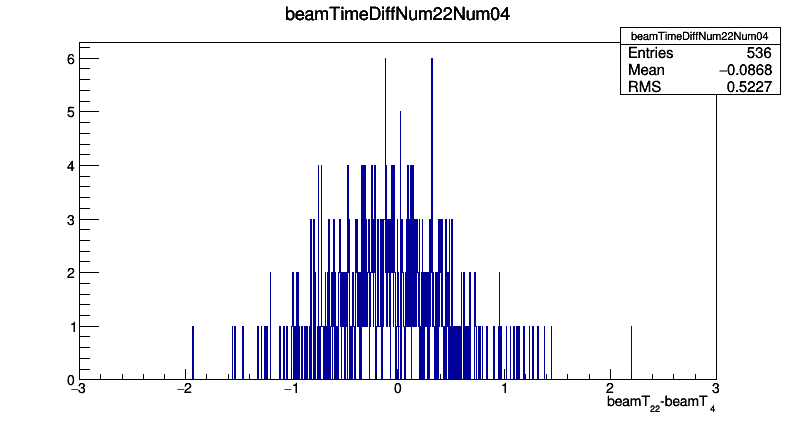 beamTimeDiffNum22Num04
beamTimeDiffNum22Num04
Entries 536
Mean −0.0868
RMS 0.5227
6
5
4
3
2
1
0
−3 −2 −1 0 1 2 3
beamT22-beamT4